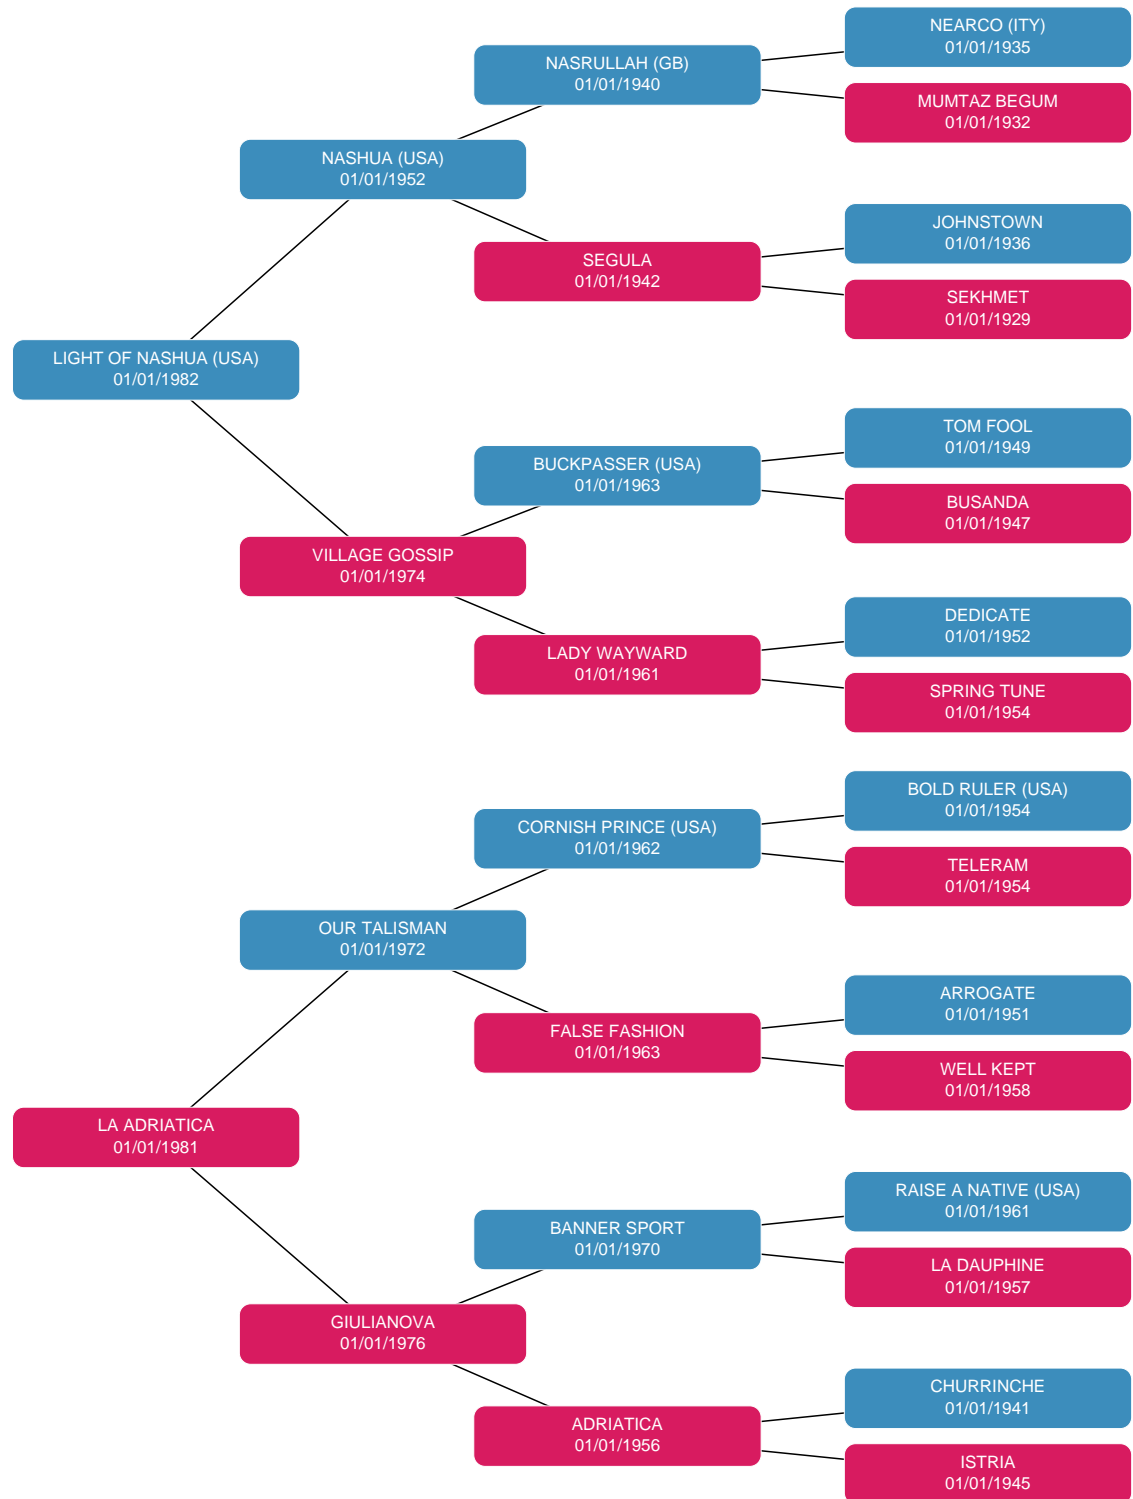 NEARCO (ITY)
01/01/1935
NASRULLAH (GB)
01/01/1940
MUMTAZ BEGUM
01/01/1932
NASHUA (USA)
01/01/1952
JOHNSTOWN
01/01/1936
SEGULA
01/01/1942
SEKHMET
01/01/1929
LIGHT OF NASHUA (USA)
01/01/1982
TOM FOOL
01/01/1949
BUCKPASSER (USA)
01/01/1963
BUSANDA
01/01/1947
VILLAGE GOSSIP
01/01/1974
DEDICATE
01/01/1952
LADY WAYWARD
01/01/1961
SPRING TUNE
01/01/1954
BOLD RULER (USA)
01/01/1954
CORNISH PRINCE (USA)
01/01/1962
TELERAM
01/01/1954
OUR TALISMAN
01/01/1972
ARROGATE
01/01/1951
FALSE FASHION
01/01/1963
WELL KEPT
01/01/1958
LA ADRIATICA
01/01/1981
RAISE A NATIVE (USA)
01/01/1961
BANNER SPORT
01/01/1970
LA DAUPHINE
01/01/1957
GIULIANOVA
01/01/1976
CHURRINCHE
01/01/1941
ADRIATICA
01/01/1956
ISTRIA
01/01/1945